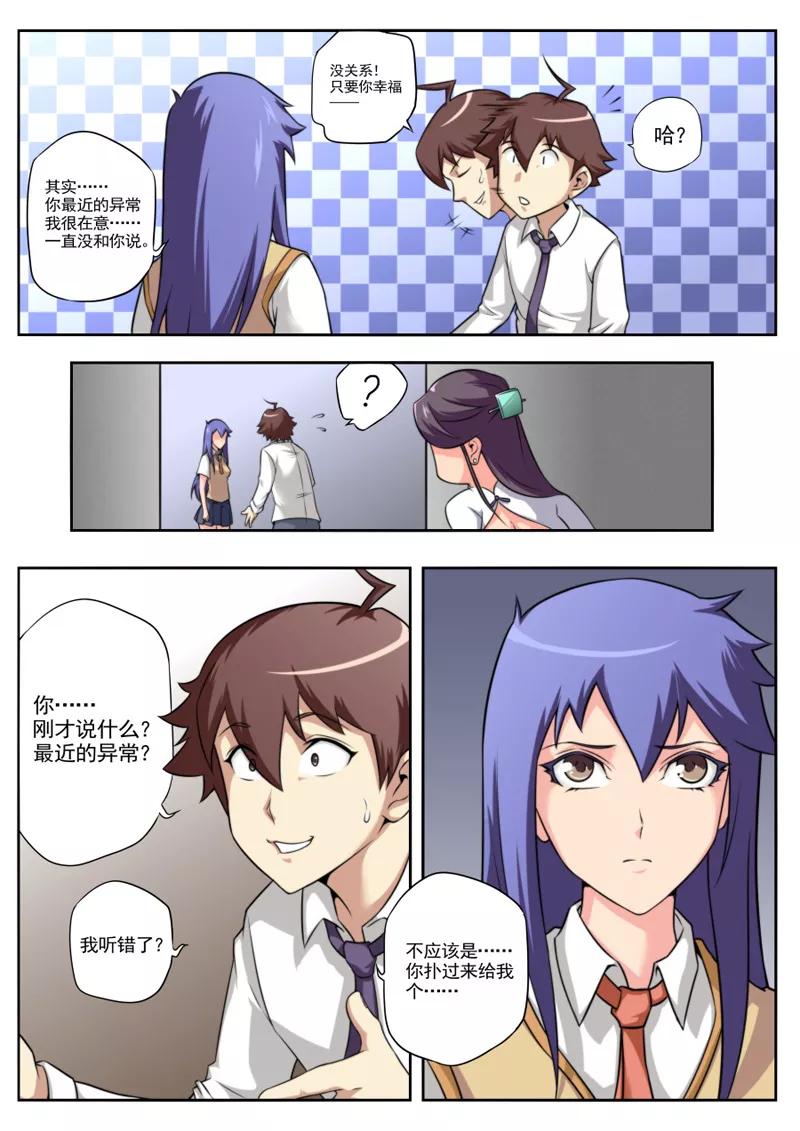 其实……
你最近的异常
我很在意……
一直没和你说。
没关系！
只要你幸福
——
哈？
？
你……
刚才说什么？
最近的异常？
我听错了？
不应该是……
你扑过来给我
个……